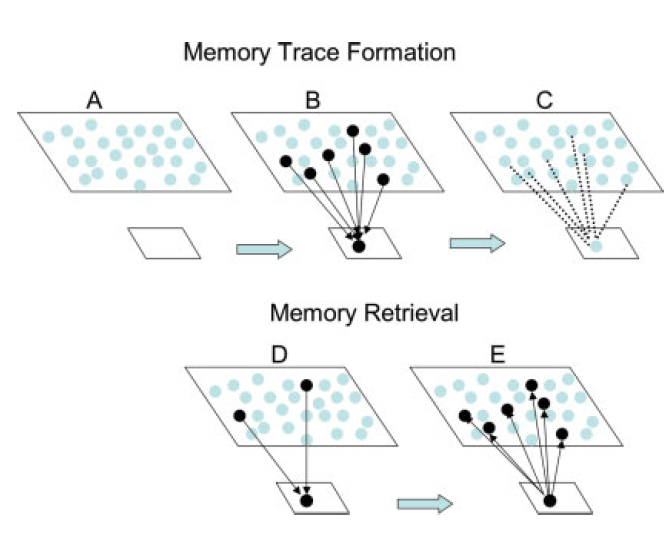 Memory Trace Formation
A B C
Memory Retrieval
D E